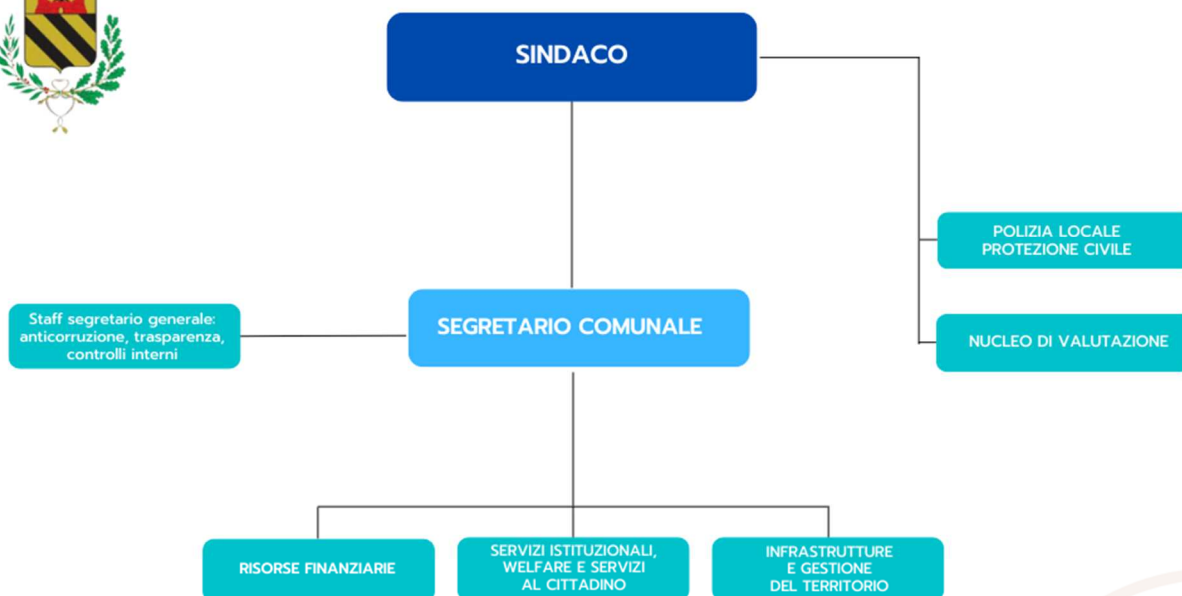 SINDACO
POLIZIA LOCALE
PROTEZIONE CIVILE
Staff segretario generale:
anticorruzione, trasparenza,
controlli interni
SEGRETARIO COMUNALE
NUCLEO DI VALUTAZIONE
RISORSE FINANZIARIE
SERVIZI ISTITUZIONALI,
WELFARE E SERVIZI
AL CITTADINO
INFRASTRUTTURE
E GESTIONE
DEL TERRITORIO